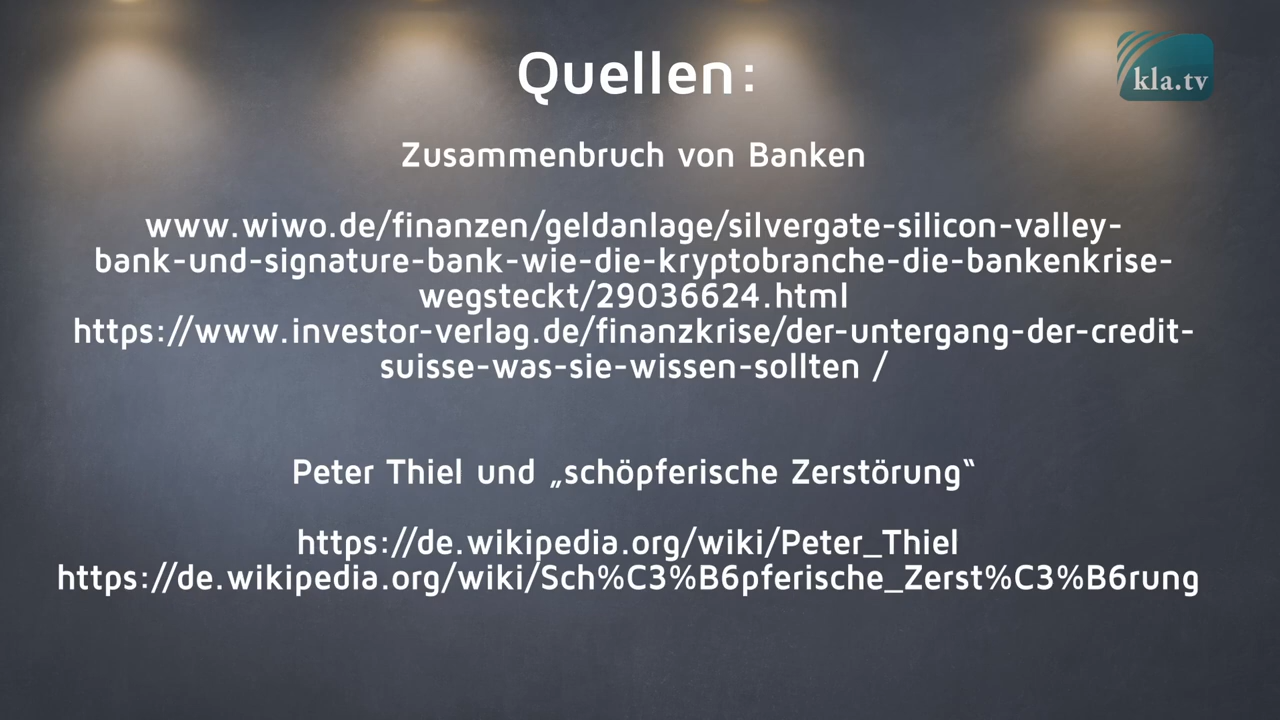 Quellen:
kla.tv
Zusammenbruch von Banken
www.wiwo.de/finanzen/geldanlage/silvergate-silicon-valley-
bank-und-signature-bank-wie-die-kryptobranche-die-bankenkrise-
wegsteckt/29036624.html
https://www.investor-verlag.de/finanzkrise/der-untergang-der-credit-
suisse-was-sie-wissen-sollten /
Peter Thiel und „schöpferische Zerstörung“
https://de.wikipedia.org/wiki/Peter_Thiel
https://de.wikipedia.org/wiki/Sch%C3%B6pferische_Zerst%C3%B6rung